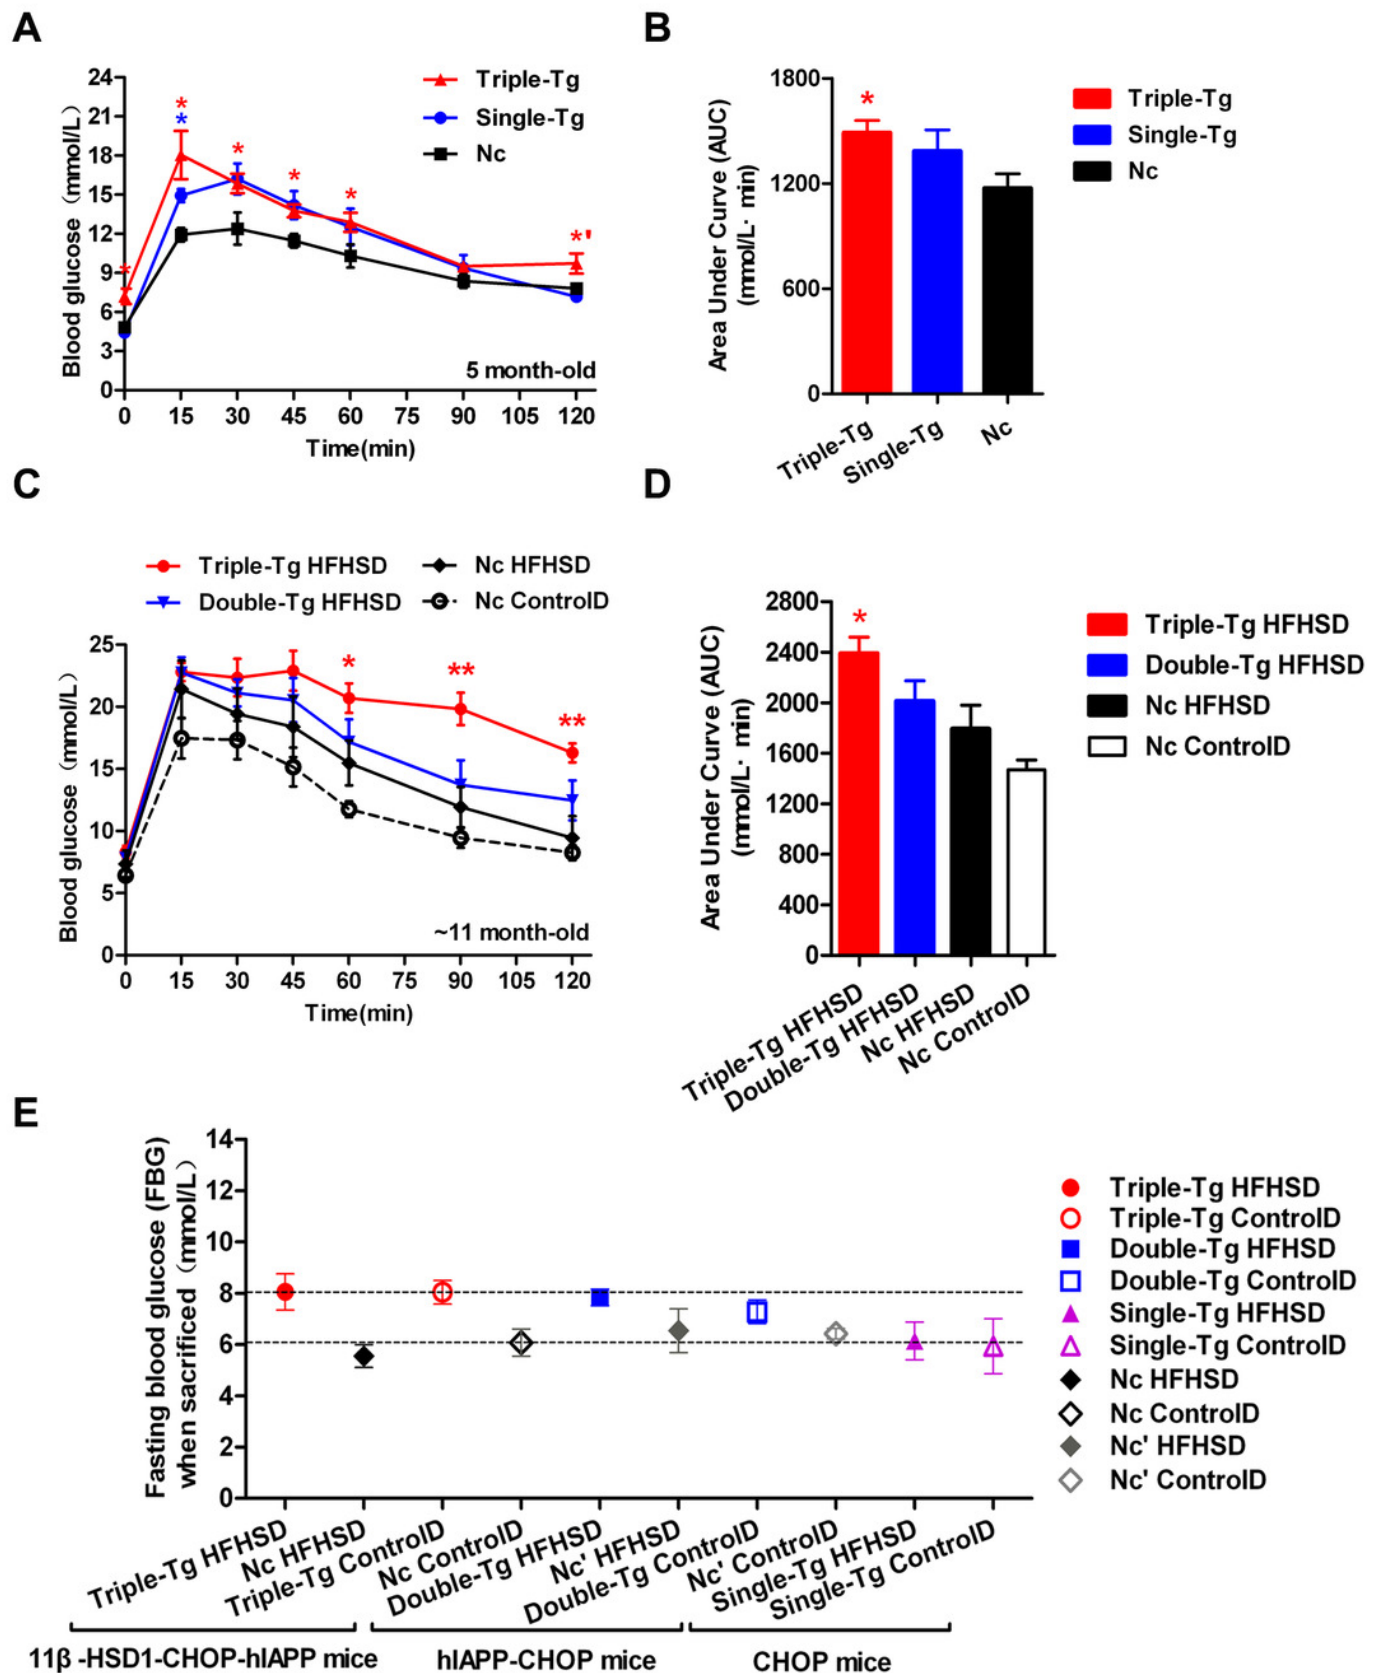 A
Blood glucose (mmol/L)
24
21
18
15
12
9
6
3
0
* * * * * * *'
*
Triple-Tg
Single-Tg
Nc
5 month-old
0 15 30 45 60 75 90 105 120
Time(min)
B
Area Under Curve (AUC)
(mmol/L· min)
1800
1200
600
0
*
Triple-Tg
Single-Tg
Nc
Triple-Tg
Single-Tg
Nc
C
Triple-Tg HFHSD
Double-Tg HFHSD
Nc HFHSD
Nc ControlD
Blood glucose (mmol/L)
25
20
15
10
5
0
* ** **
~11 month-old
0 15 30 45 60 75 90 105 120
Time(min)
D
Area Under Curve (AUC)
(mmol/L· min)
2800
2400
2000
1600
1200
800
400
0
*
Triple-Tg HFHSD
Double-Tg HFHSD
Nc HFHSD
Nc ControlD
Triple-Tg HFHSD
Double-Tg HFHSD
Nc HFHSD
Nc ControlD
E
Fasting blood glucose (FBG)
when sacrificed (mmol/L)
14
12
10
8
6
4
2
0
Triple-Tg HFHSD
Nc HFHSD
Triple-Tg ControlD
Nc ControlD
Double-Tg HFHSD
Nc' HFHSD
Double-Tg ControlD
Nc' ControlD
Single-Tg HFHSD
Single-Tg ControlD
11β -HSD1-CHOP-hIAPP mice
hIAPP-CHOP mice
CHOP mice
Triple-Tg HFHSD
Triple-Tg ControlD
Double-Tg HFHSD
Double-Tg ControlD
Single-Tg HFHSD
Single-Tg ControlD
Nc HFHSD
Nc ControlD
Nc' HFHSD
Nc' ControlD